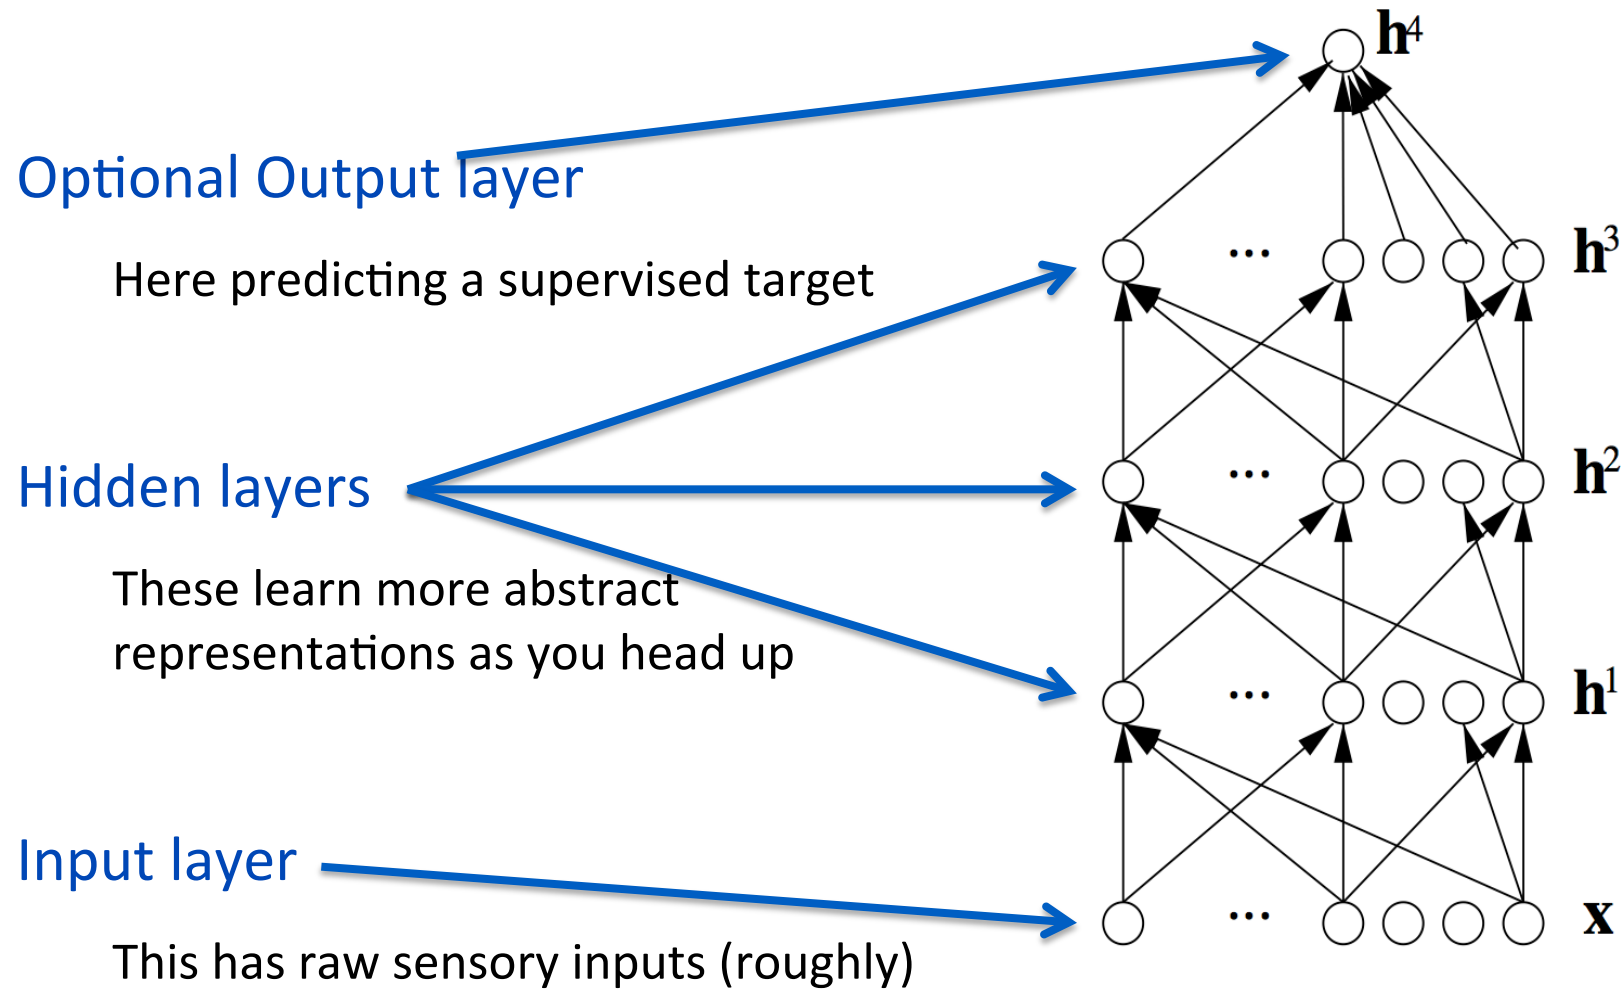 h⁴
Optional Output layer
Here predicting a supervised target
... h³
Hidden layers
... h²
These learn more abstract
representations as you head up
... h¹
Input layer
... x
This has raw sensory inputs (roughly)